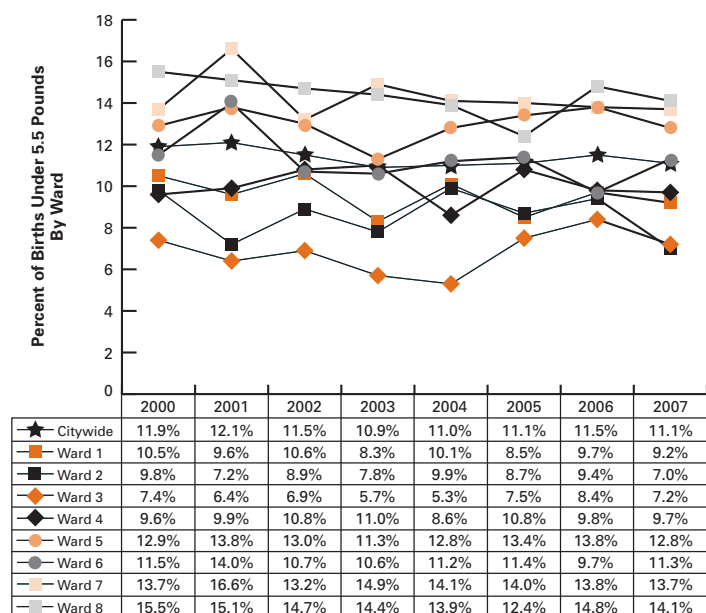 18
16
14
12
10
8
6
4
2
0
Percent of Births Under 5.5 Pounds
By Ward
2000 2001 2002 2003 2004 2005 2006 2007
Citywide 11.9% 12.1% 11.5% 10.9% 11.0% 11.1% 11.5% 11.1%
Ward 1 10.5% 9.6% 10.6% 8.3% 10.1% 8.5% 9.7% 9.2%
Ward 2 9.8% 7.2% 8.9% 7.8% 9.9% 8.7% 9.4% 7.0%
Ward 3 7.4% 6.4% 6.9% 5.7% 5.3% 7.5% 8.4% 7.2%
Ward 4 9.6% 9.9% 10.8% 11.0% 8.6% 10.8% 9.8% 9.7%
Ward 5 12.9% 13.8% 13.0% 11.3% 12.8% 13.4% 13.8% 12.8%
Ward 6 11.5% 14.0% 10.7% 10.6% 11.2% 11.4% 9.7% 11.3%
Ward 7 13.7% 16.6% 13.2% 14.9% 14.1% 14.0% 13.8% 13.7%
Ward 8 15.5% 15.1% 14.7% 14.4% 13.9% 12.4% 14.8% 14.1%